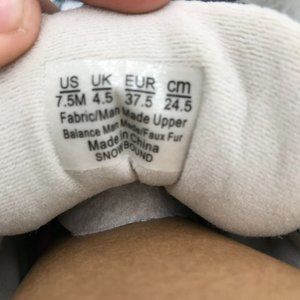 US UK EUR cm
7.5M 4.5 37.5 24.5
Fabric/Man Made Upper
Balance Man Made/Faux Fur
Made in China
SNOWBOUND